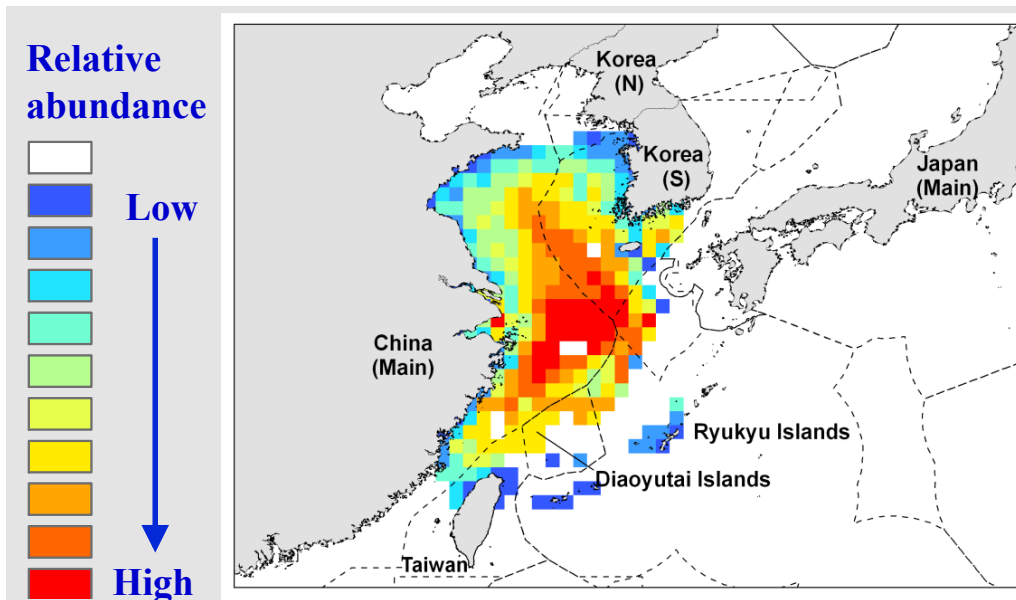 Relative
abundance
Low
High
Korea
(N)
Korea
(S)
Japan
(Main)
China
(Main)
Ryukyu Islands
Diaoyutai Islands
Taiwan